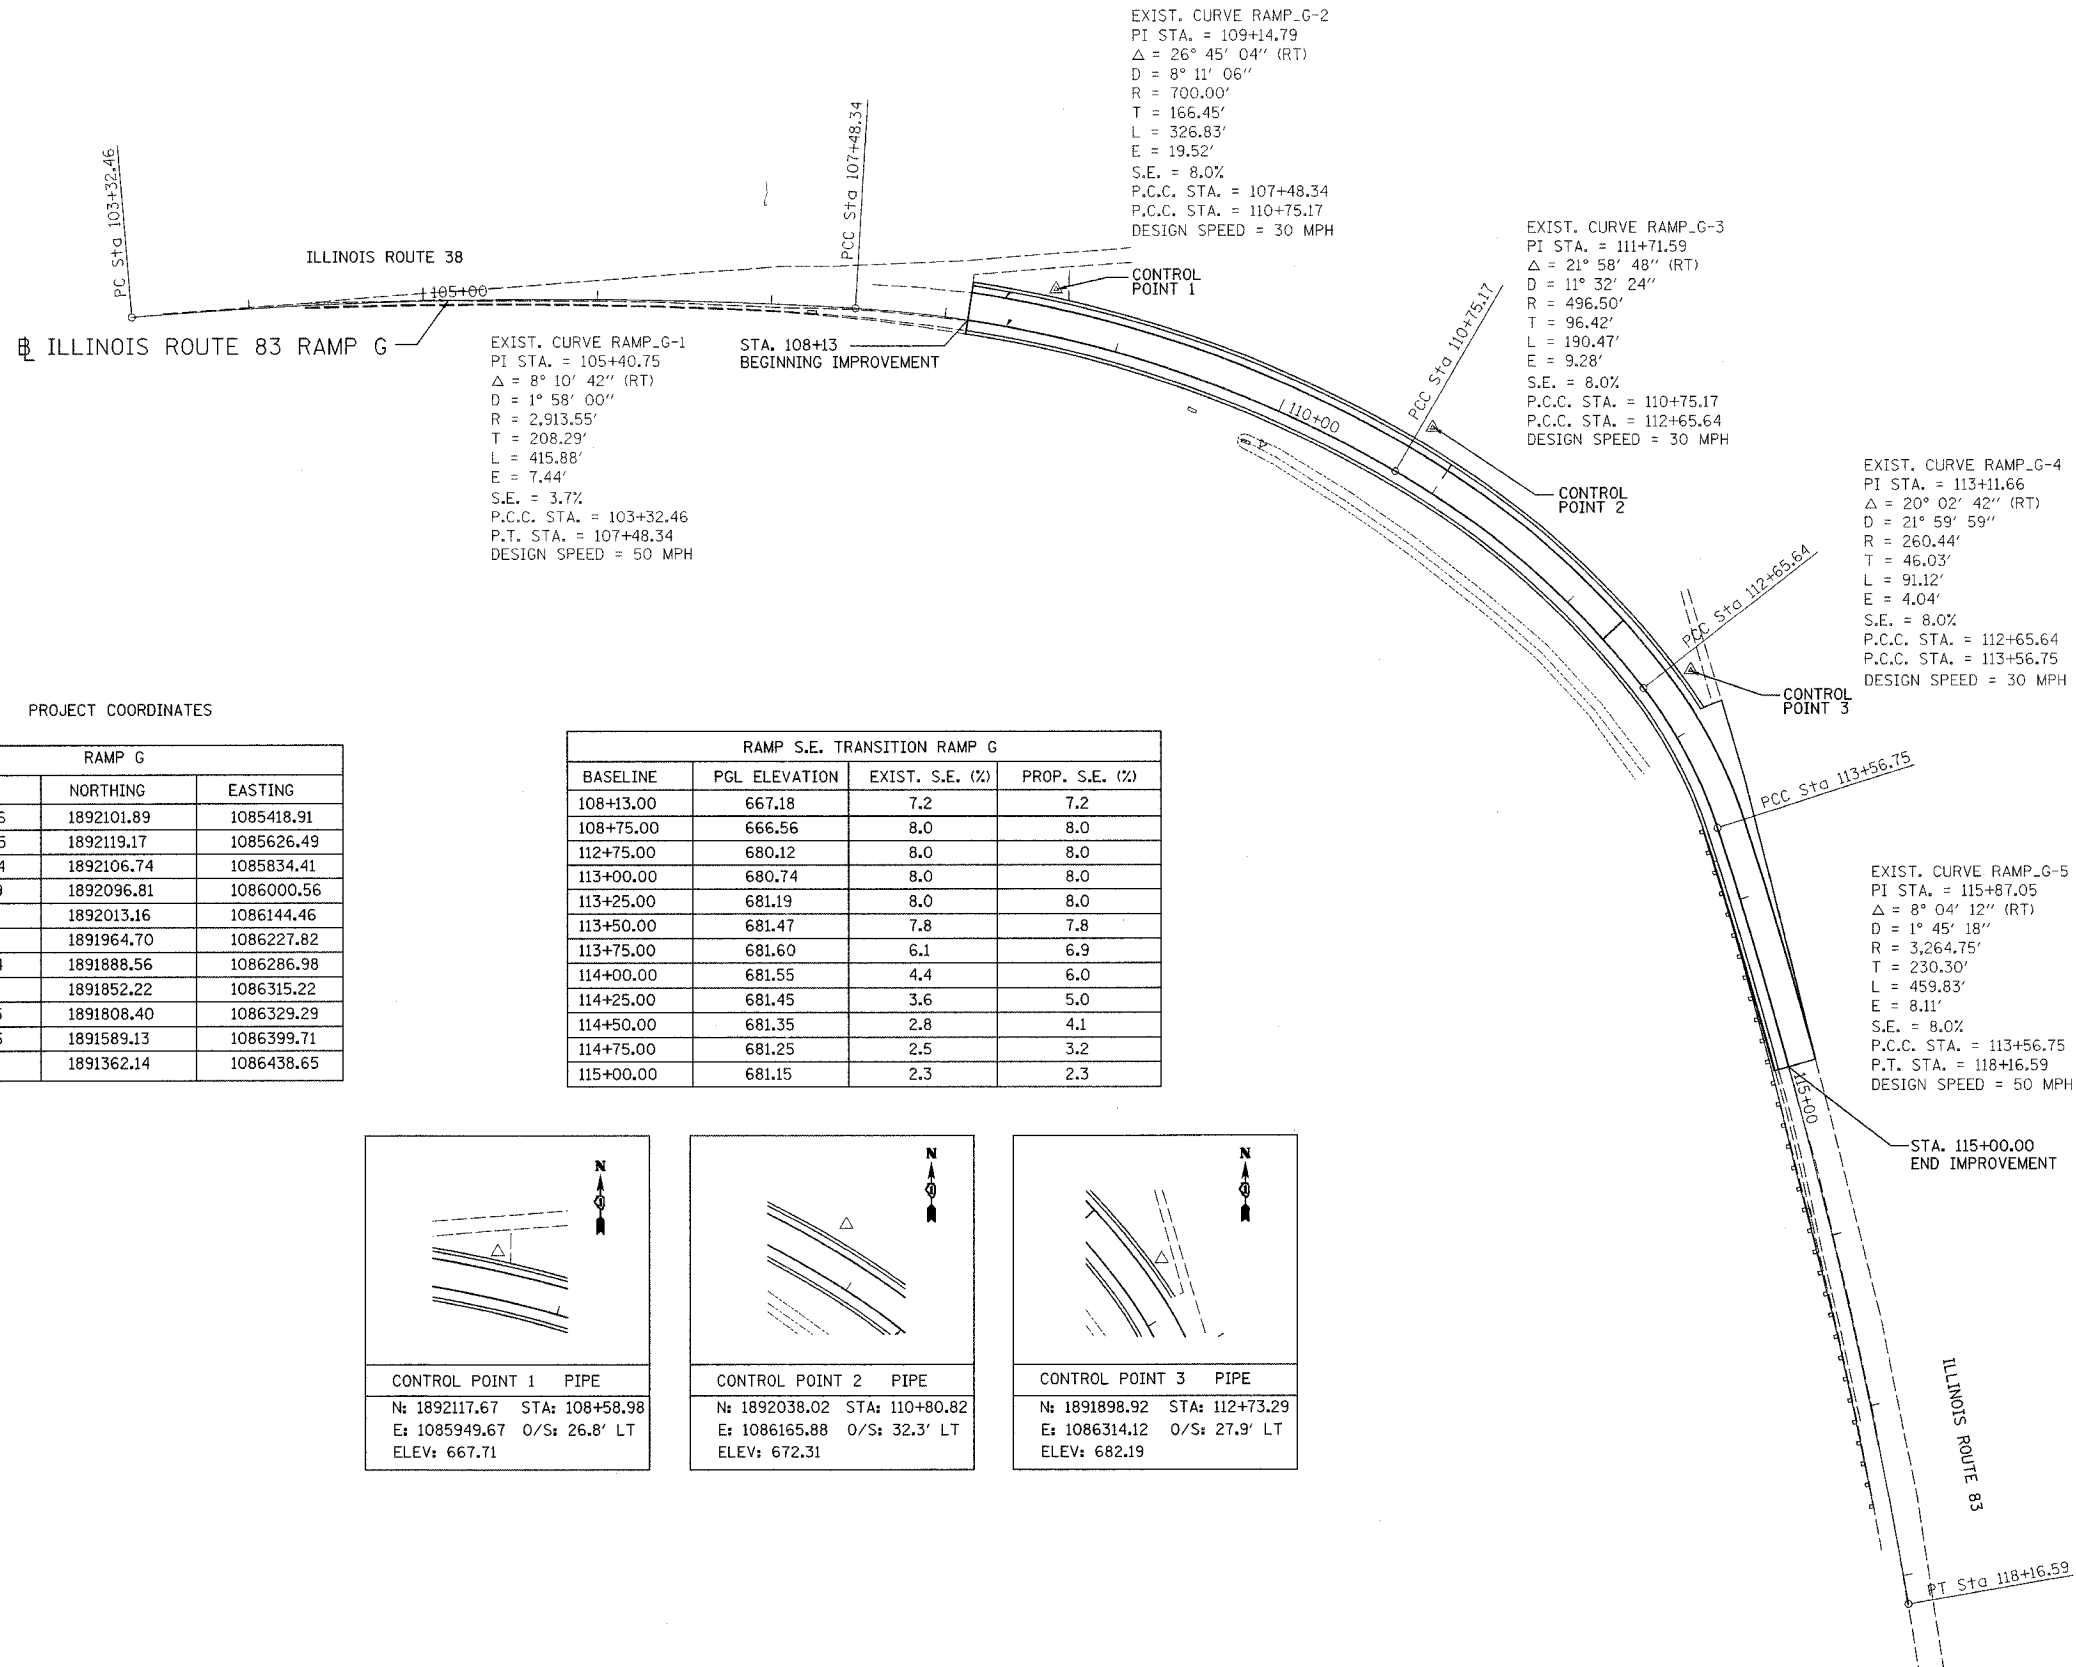 EXIST. CURVE RAMP_G-2
PI STA. = 109+14.79
△ = 26° 45' 04" (RT)
D = 8° 11' 06"
R = 700.00'
T = 166.45'
L = 326.83'
E = 19.52'
S.E. = 8.0%
P.C.C. STA. = 107+48.34
P.C.C. STA. = 110+75.17
DESIGN SPEED = 30 MPH
PC Sta 103+32.46
PCC Sta 107+48.34
ILLINOIS ROUTE 38
105+00
℄ ILLINOIS ROUTE 83 RAMP G
EXIST. CURVE RAMP_G-1
PI STA. = 105+40.75
△ = 8° 10' 42" (RT)
D = 1° 58' 00"
R = 2,913.55'
T = 208.29'
L = 415.88'
E = 7.44'
S.E. = 3.7%
P.C.C. STA. = 103+32.46
P.T. STA. = 107+48.34
DESIGN SPEED = 50 MPH
STA. 108+13
BEGINNING IMPROVEMENT
CONTROL
POINT 1
110+00
PCC Sta 110+75.17
EXIST. CURVE RAMP_G-3
PI STA. = 111+71.59
△ = 21° 58' 48" (RT)
D = 11° 32' 24"
R = 496.50'
T = 96.42'
L = 190.47'
E = 9.28'
S.E. = 8.0%
P.C.C. STA. = 110+75.17
P.C.C. STA. = 112+65.64
DESIGN SPEED = 30 MPH
CONTROL
POINT 2
PCC Sta 112+65.64
EXIST. CURVE RAMP_G-4
PI STA. = 113+11.66
△ = 20° 02' 42" (RT)
D = 21° 59' 59"
R = 260.44'
T = 46.03'
L = 91.12'
E = 4.04'
S.E. = 8.0%
P.C.C. STA. = 112+65.64
P.C.C. STA. = 113+56.75
DESIGN SPEED = 30 MPH
CONTROL
POINT 3
PCC Sta 113+56.75
EXIST. CURVE RAMP_G-5
PI STA. = 115+87.05
△ = 8° 04' 12" (RT)
D = 1° 45' 18"
R = 3,264.75'
T = 230.30'
L = 459.83'
E = 8.11'
S.E. = 8.0%
P.C.C. STA. = 113+56.75
P.T. STA. = 118+16.59
DESIGN SPEED = 50 MPH
115+00
STA. 115+00.00
END IMPROVEMENT
ILLINOIS ROUTE 83
PT Sta 118+16.59
PROJECT COORDINATES
RAMP G
NORTHING EASTING
6 1892101.89 1085418.91
5 1892119.17 1085626.49
4 1892106.74 1085834.41
9 1892096.81 1086000.56
1892013.16 1086144.46
1891964.70 1086227.82
4 1891888.56 1086286.98
1891852.22 1086315.22
5 1891808.40 1086329.29
5 1891589.13 1086399.71
1891362.14 1086438.65
RAMP S.E. TRANSITION RAMP G
BASELINE PGL ELEVATION EXIST. S.E. (%) PROP. S.E. (%)
108+13.00 667.18 7.2 7.2
108+75.00 666.56 8.0 8.0
112+75.00 680.12 8.0 8.0
113+00.00 680.74 8.0 8.0
113+25.00 681.19 8.0 8.0
113+50.00 681.47 7.8 7.8
113+75.00 681.60 6.1 6.9
114+00.00 681.55 4.4 6.0
114+25.00 681.45 3.6 5.0
114+50.00 681.35 2.8 4.1
114+75.00 681.25 2.5 3.2
115+00.00 681.15 2.3 2.3
N
CONTROL POINT 1 PIPE
N: 1892117.67 STA: 108+58.98
E: 1085949.67 O/S: 26.8' LT
ELEV: 667.71
N
CONTROL POINT 2 PIPE
N: 1892038.02 STA: 110+80.82
E: 1086165.88 O/S: 32.3' LT
ELEV: 672.31
N
CONTROL POINT 3 PIPE
N: 1891898.92 STA: 112+73.29
E: 1086314.12 O/S: 27.9' LT
ELEV: 682.19